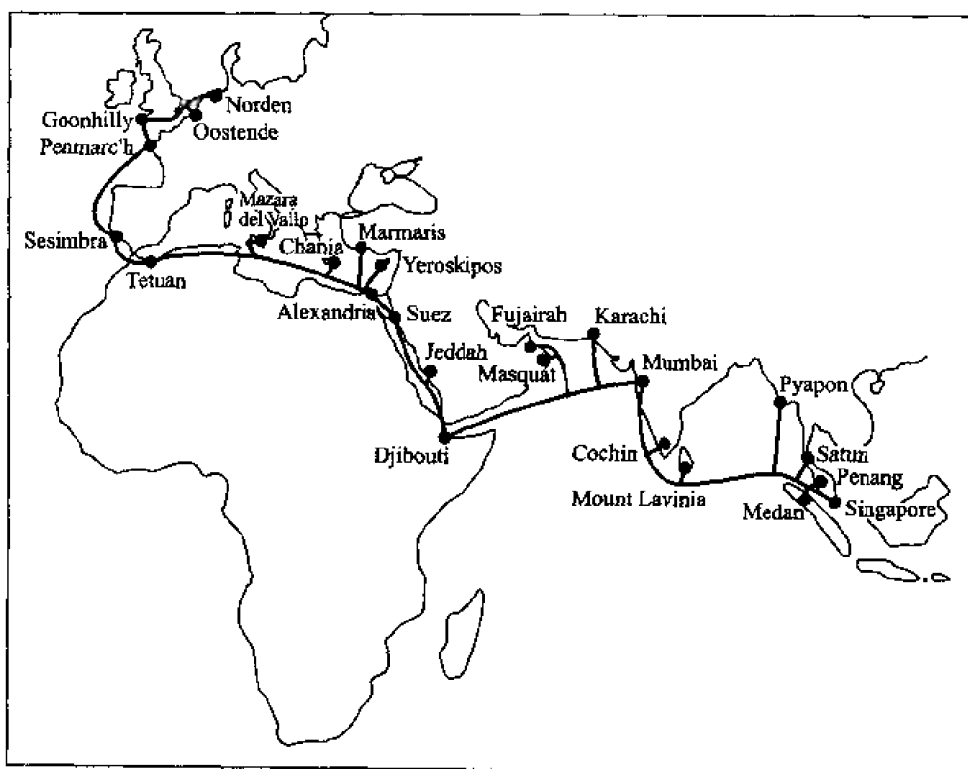 Norden
Goonhilly
Oostende
Penmarc'h
Mazara
del Vallo
Sesimbra
Chania
Marmaris
Yeroskipos
Tetuan
Alexandria
Suez
Fujairah
Karachi
Jeddah
Masquat
Mumbai
Pyapon
Djibouti
Cochin
Satun
Penang
Mount Lavinia
Medan
Singapore